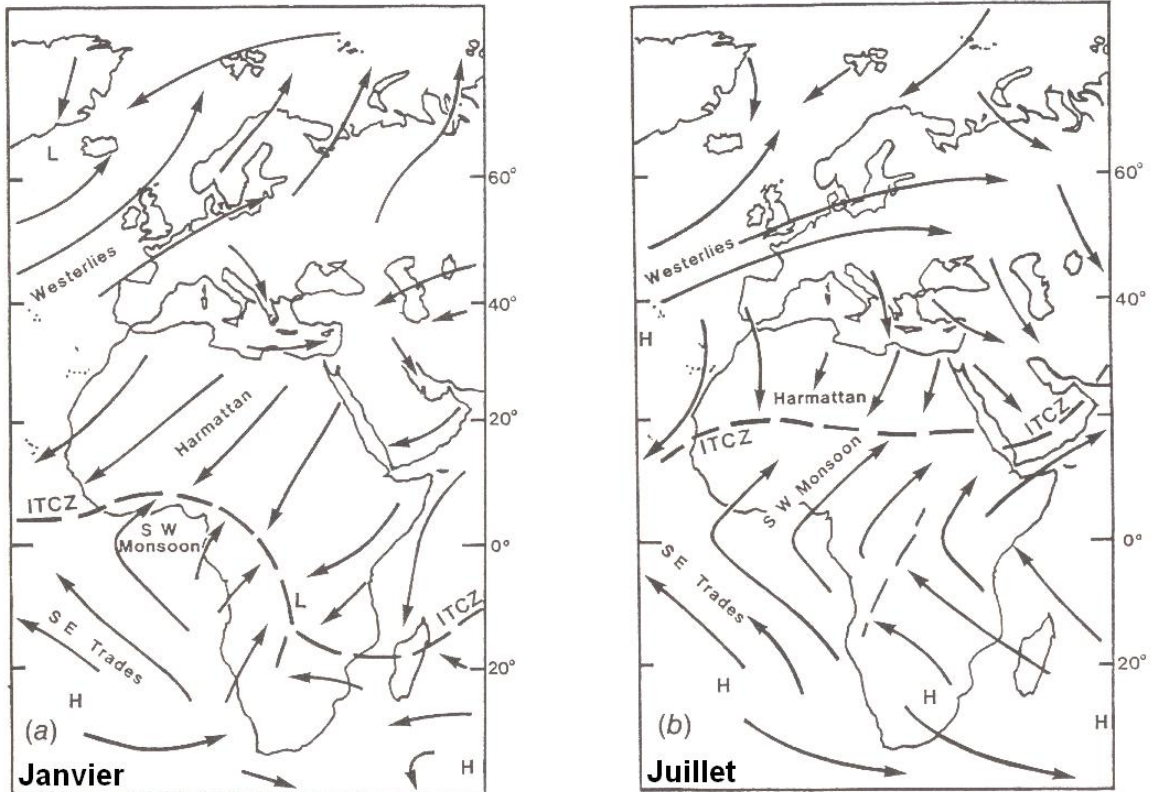 L
60°
Westerlies
40°
Harmattan
20°
ITCZ
S W
Monsoon
0°
L
ITCZ
S E Trades
20°
H
(a)
H
Janvier
60°
Westerlies
40°
H
Harmattan
20°
ITCZ
ITCZ
S W Monsoon
0°
S E Trades
20°
H
H
H
(b)
Juillet